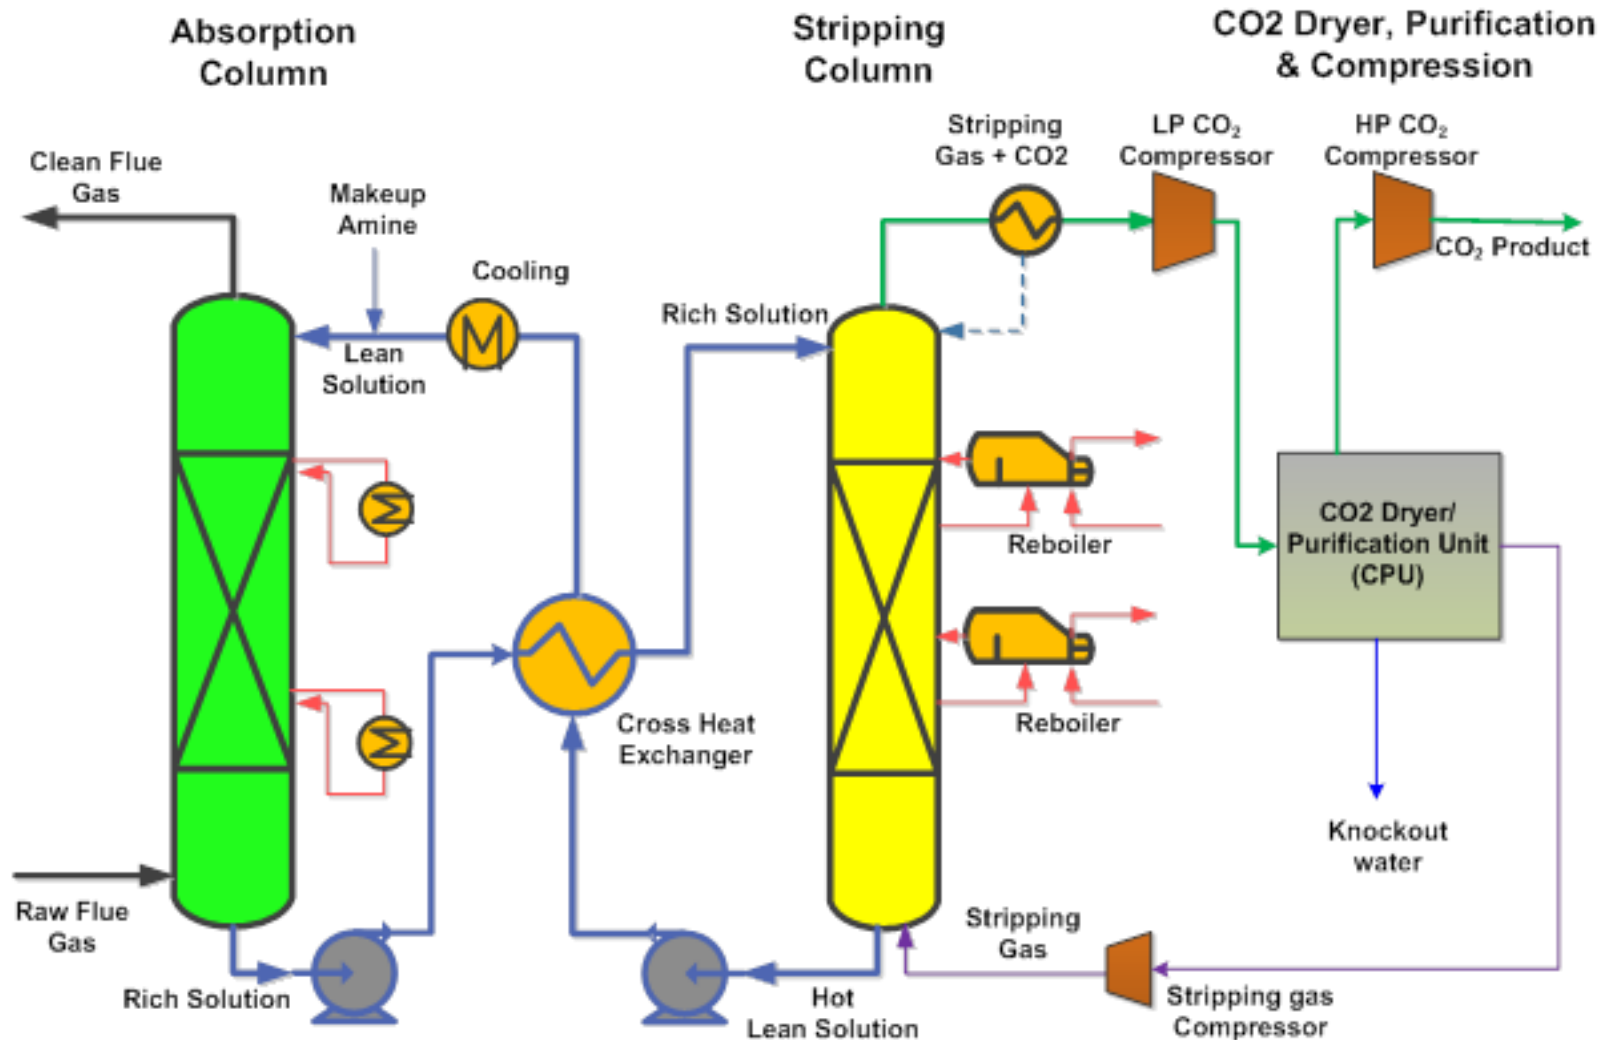 Absorption
Column
Stripping
Column
CO2 Dryer, Purification
& Compression
Clean Flue
Gas
Makeup
Amine
Cooling
Lean
Solution
Rich Solution
Stripping
Gas + CO2
LP CO₂
Compressor
HP CO₂
Compressor
CO₂ Product
Reboiler
Reboiler
CO2 Dryer/
Purification Unit
(CPU)
Cross Heat
Exchanger
Knockout
water
Raw Flue
Gas
Rich Solution
Hot
Lean Solution
Stripping
Gas
Stripping gas
Compressor